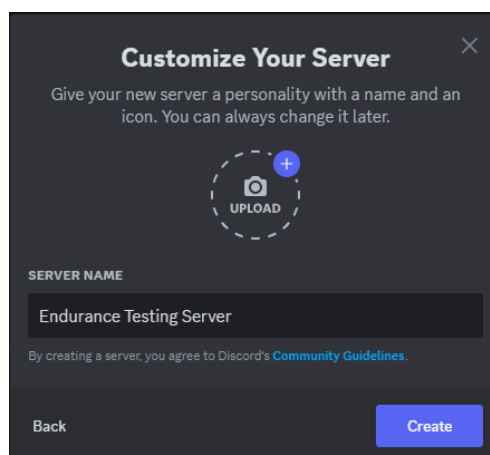 Customize Your Server
Give your new server a personality with a name and an
icon. You can always change it later.
UPLOAD
SERVER NAME
Endurance Testing Server
By creating a server, you agree to Discord's Community Guidelines.
Back
Create